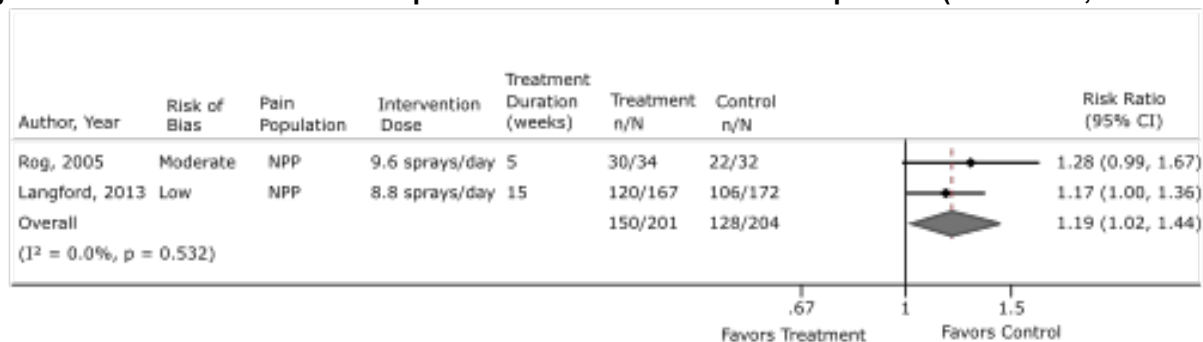 Author, Year Risk of Bias Pain Population Intervention Dose Treatment Duration (weeks) Treatment n/N Control n/N Risk Ratio (95% CI)
Rog, 2005 Moderate NPP 9.6 sprays/day 5 30/34 22/32 1.28 (0.99, 1.67)
Langford, 2013 Low NPP 8.8 sprays/day 15 120/167 106/172 1.17 (1.00, 1.36)
Overall 150/201 128/204 1.19 (1.02, 1.44)
(I² = 0.0%, p = 0.532)
.67 1 1.5
Favors Treatment Favors Control